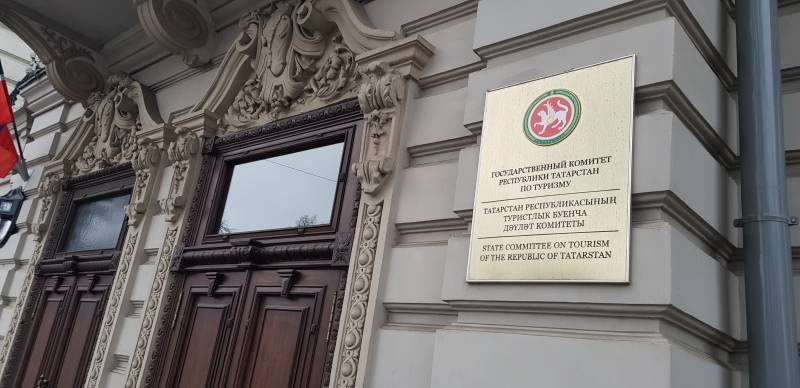 ГОСУДАРСТВЕННЫЙ КОМИТЕТ
РЕСПУБЛИКИ ТАТАРСТАН
ПО ТУРИЗМУ
ТАТАРСТАН РЕСПУБЛИКАСЫНЫҢ
ТУРИСТЛЫК БУЕНЧА
ДӘҮЛӘТ КОМИТЕТЫ
STATE COMMITTEE ON TOURISM
OF THE REPUBLIC OF TATARSTAN